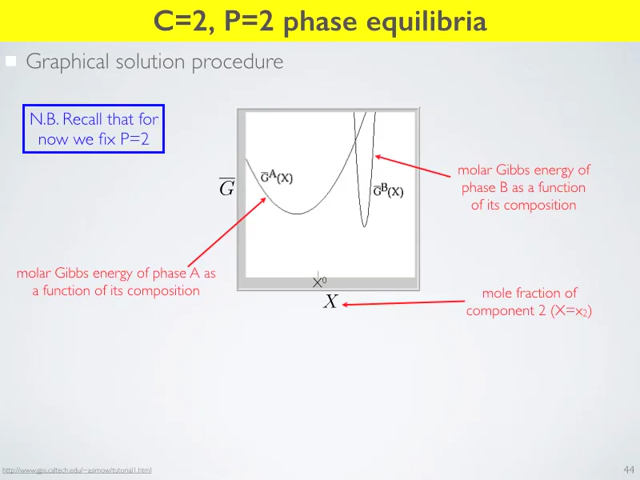 C=2, P=2 phase equilibria
Graphical solution procedure
N.B. Recall that for
now we fix P=2
G̅ᴬ(X)
G̅ᴮ(X)
G̅
X⁰
X
molar Gibbs energy of
phase B as a function
of its composition
molar Gibbs energy of phase A as
a function of its composition
mole fraction of
component 2 (X=x₂)
http://www.gps.caltech.edu/~asimow/tutorial1.html
44